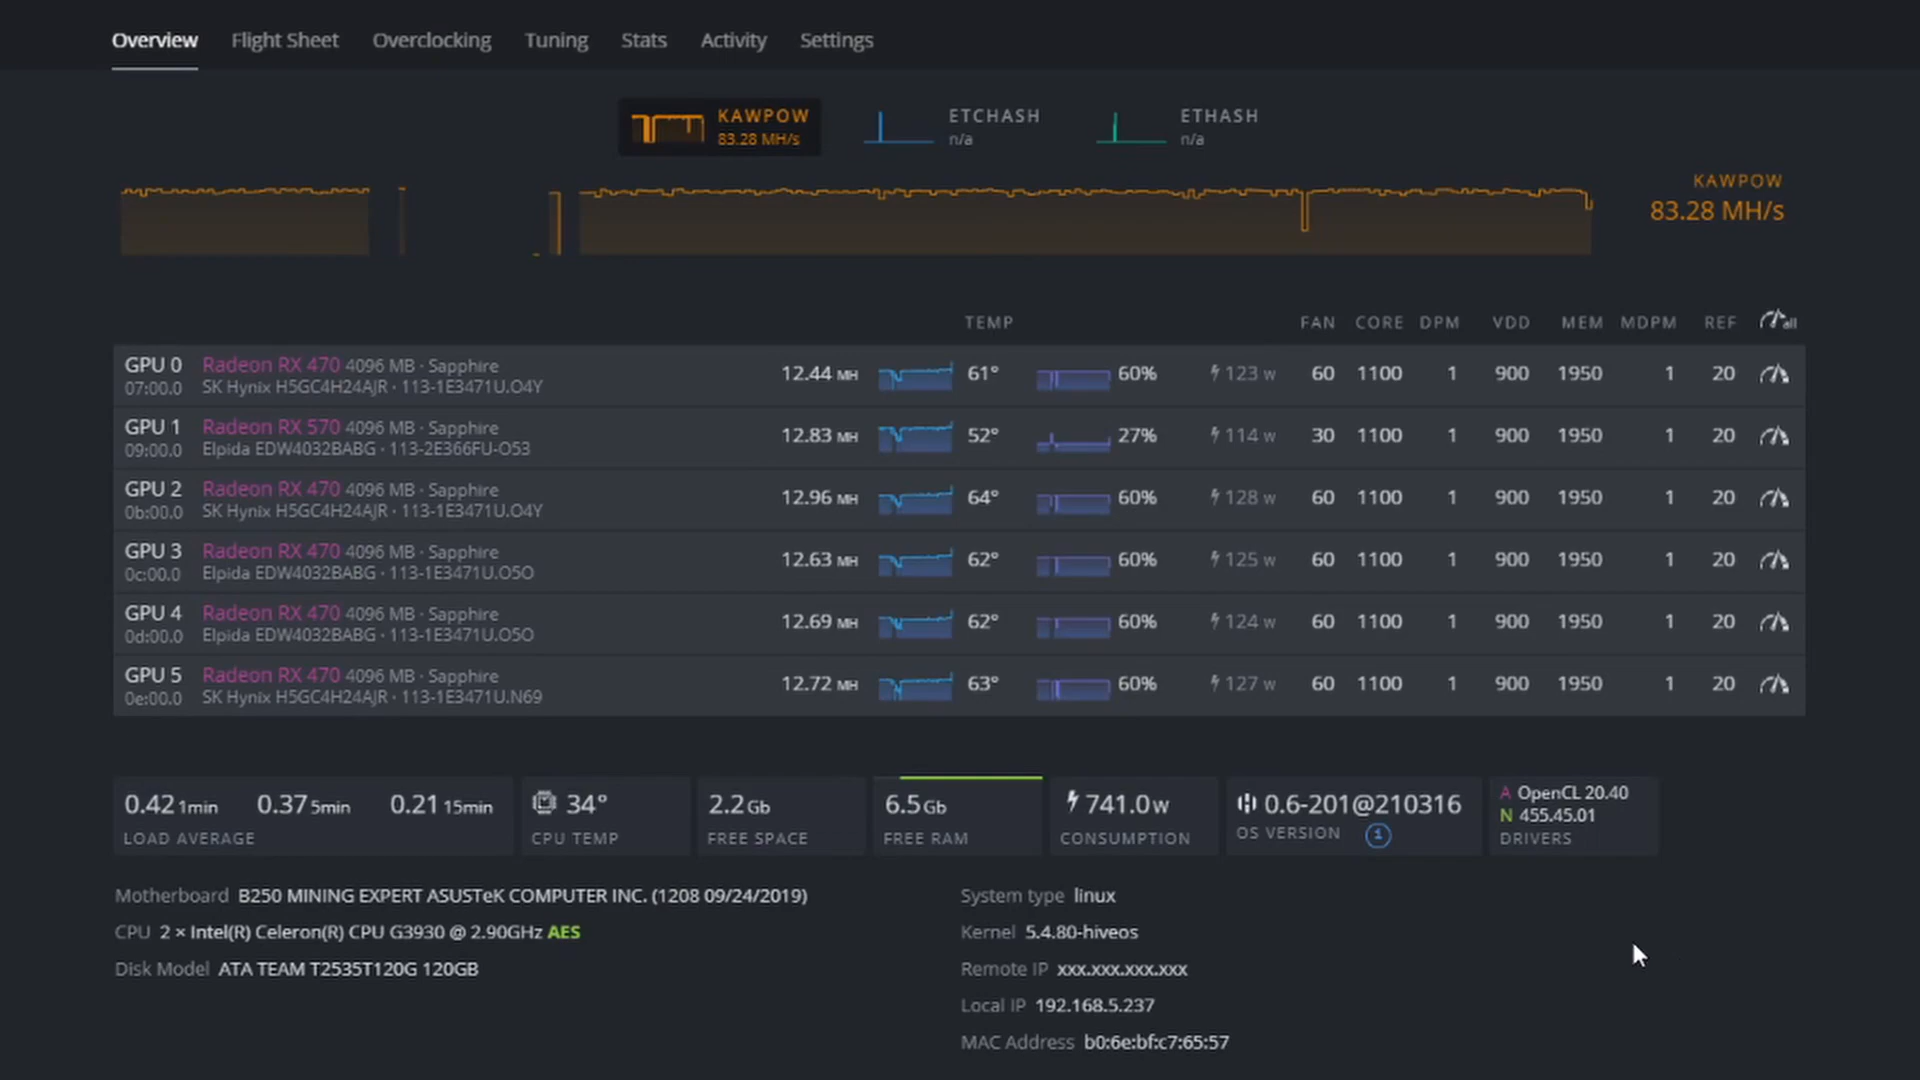 Overview Flight Sheet Overclocking Tuning Stats Activity Settings
KAWPOW
83.28 MH/s
ETCHASH
n/a
ETHASH
n/a
KAWPOW
83.28 MH/s
TEMP FAN CORE DPM VDD MEM MDPM REF all
GPU 0 Radeon RX 470 4096 MB · Sapphire 12.44 MH 61° 60% 123 W 60 1100 1 900 1950 1 20
07:00.0 SK Hynix H5GC4H24AJR · 113-1E3471U.O4Y
GPU 1 Radeon RX 570 4096 MB · Sapphire 12.83 MH 52° 27% 114 W 30 1100 1 900 1950 1 20
09:00.0 Elpida EDW4032BABG · 113-2E366FU-O53
GPU 2 Radeon RX 470 4096 MB · Sapphire 12.96 MH 64° 60% 128 W 60 1100 1 900 1950 1 20
0b:00.0 SK Hynix H5GC4H24AJR · 113-1E3471U.O4Y
GPU 3 Radeon RX 470 4096 MB · Sapphire 12.63 MH 62° 60% 125 W 60 1100 1 900 1950 1 20
0c:00.0 Elpida EDW4032BABG · 113-1E3471U.O5O
GPU 4 Radeon RX 470 4096 MB · Sapphire 12.69 MH 62° 60% 124 W 60 1100 1 900 1950 1 20
0d:00.0 Elpida EDW4032BABG · 113-1E3471U.O5O
GPU 5 Radeon RX 470 4096 MB · Sapphire 12.72 MH 63° 60% 127 W 60 1100 1 900 1950 1 20
0e:00.0 SK Hynix H5GC4H24AJR · 113-1E3471U.N69
0.42 1min 0.37 5min 0.21 15min
LOAD AVERAGE
34°
CPU TEMP
2.2 Gb
FREE SPACE
6.5 Gb
FREE RAM
741.0 W
CONSUMPTION
0.6-201@210316
OS VERSION 1
A OpenCL 20.40
N 455.45.01
DRIVERS
Motherboard B250 MINING EXPERT ASUSTeK COMPUTER INC. (1208 09/24/2019)
CPU 2 × Intel(R) Celeron(R) CPU G3930 @ 2.90GHz AES
Disk Model ATA TEAM T2535T120G 120GB
System type linux
Kernel 5.4.80-hiveos
Remote IP xxx.xxx.xxx.xxx
Local IP 192.168.5.237
MAC Address b0:6e:bf:c7:65:57